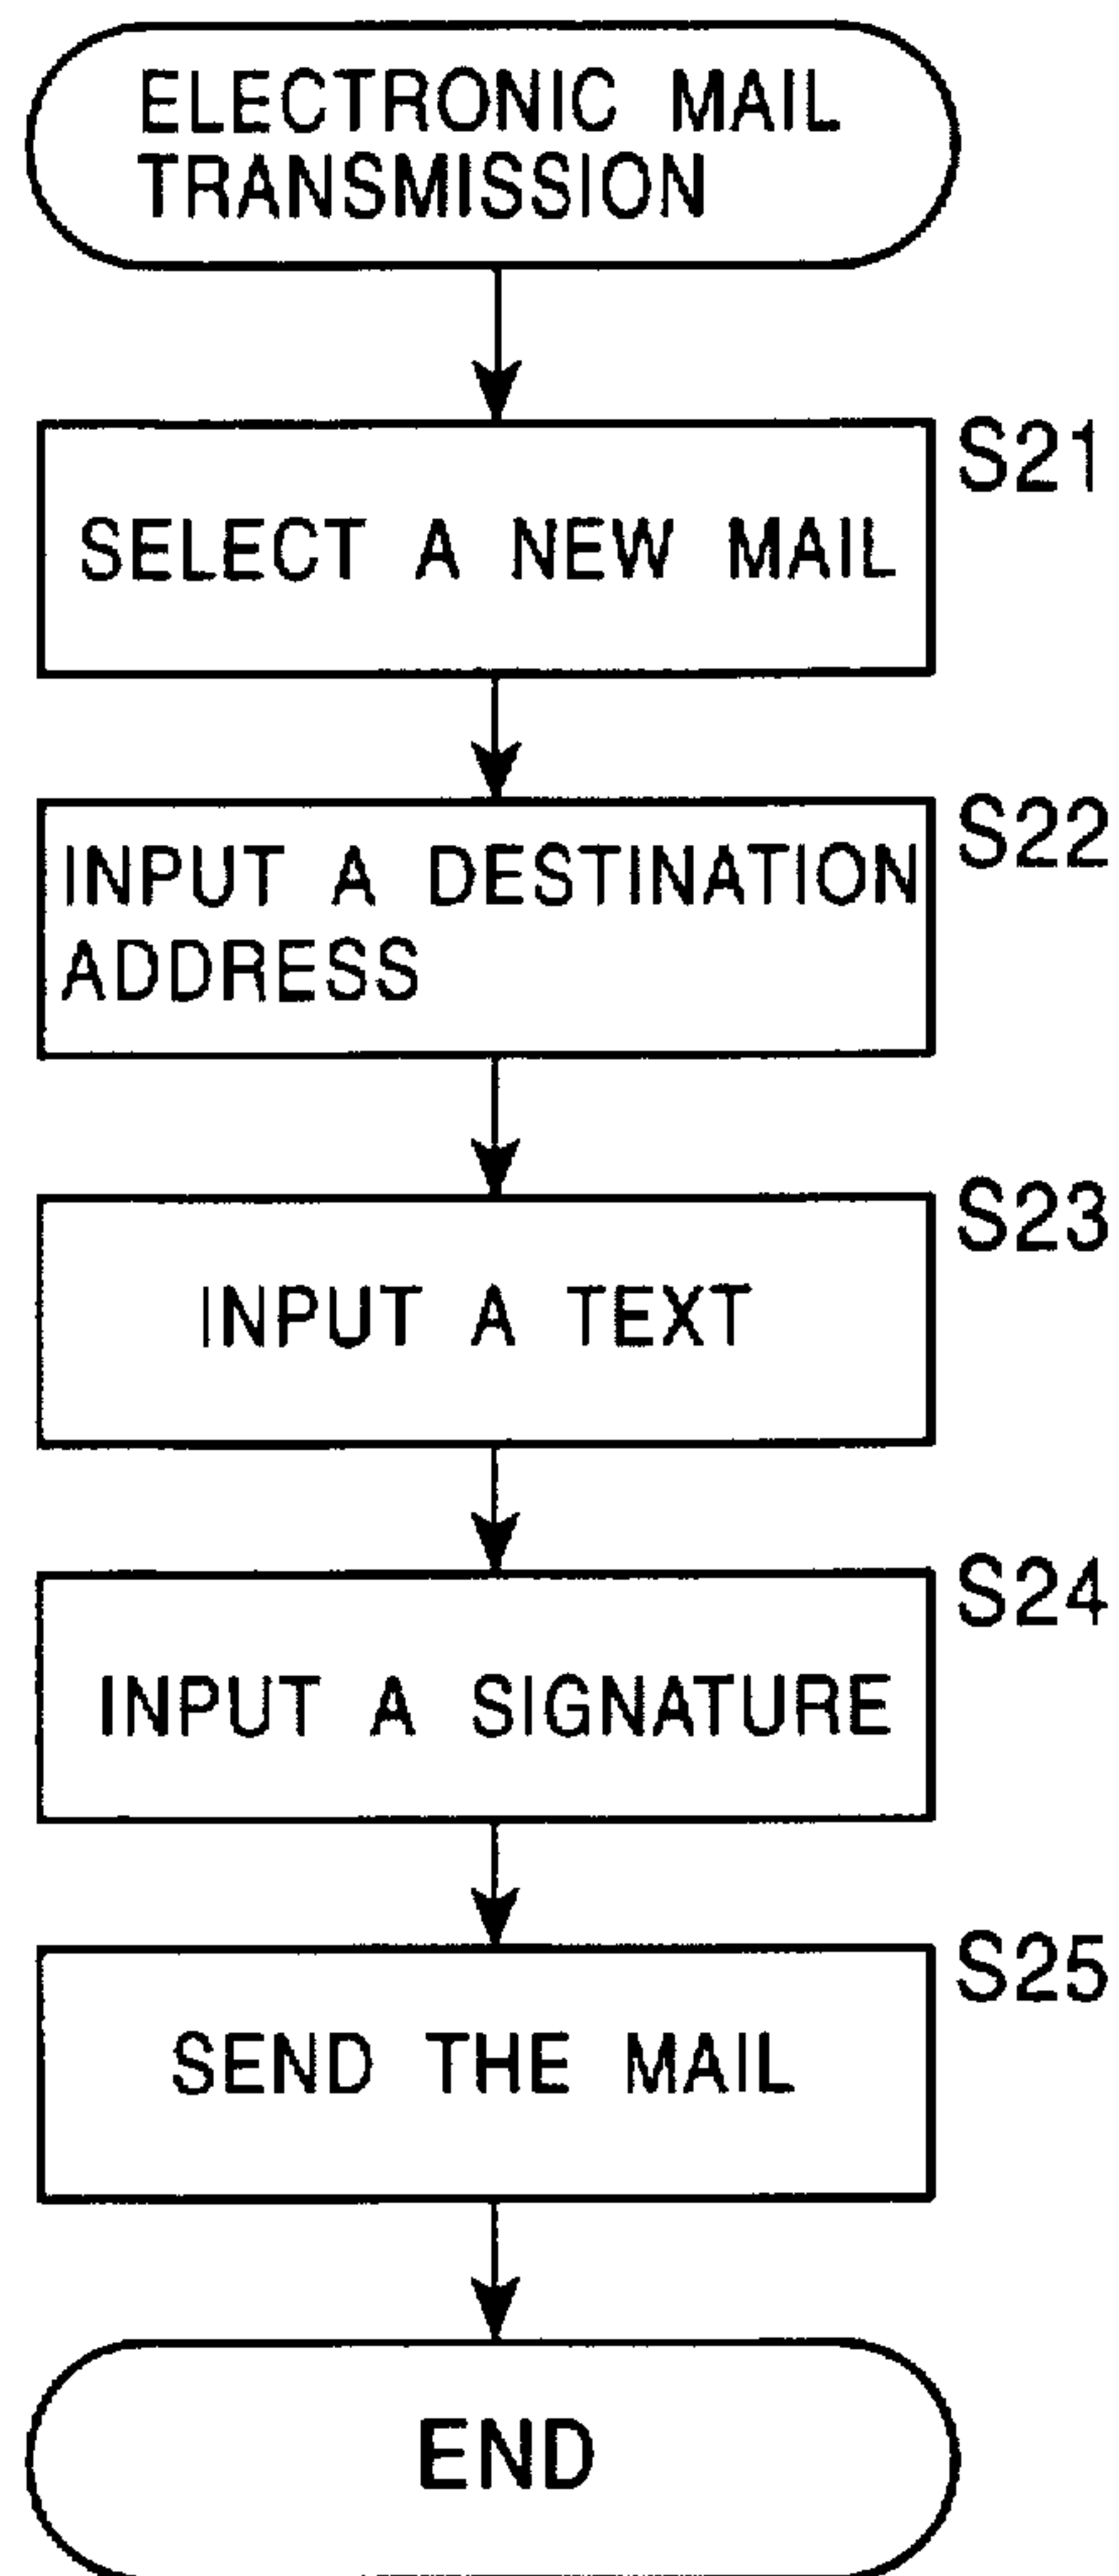 ELECTRONIC MAIL
TRANSMISSION
S21
SELECT A NEW MAIL
S22
INPUT A DESTINATION
ADDRESS
S23
INPUT A TEXT
S24
INPUT A SIGNATURE
S25
SEND THE MAIL
END